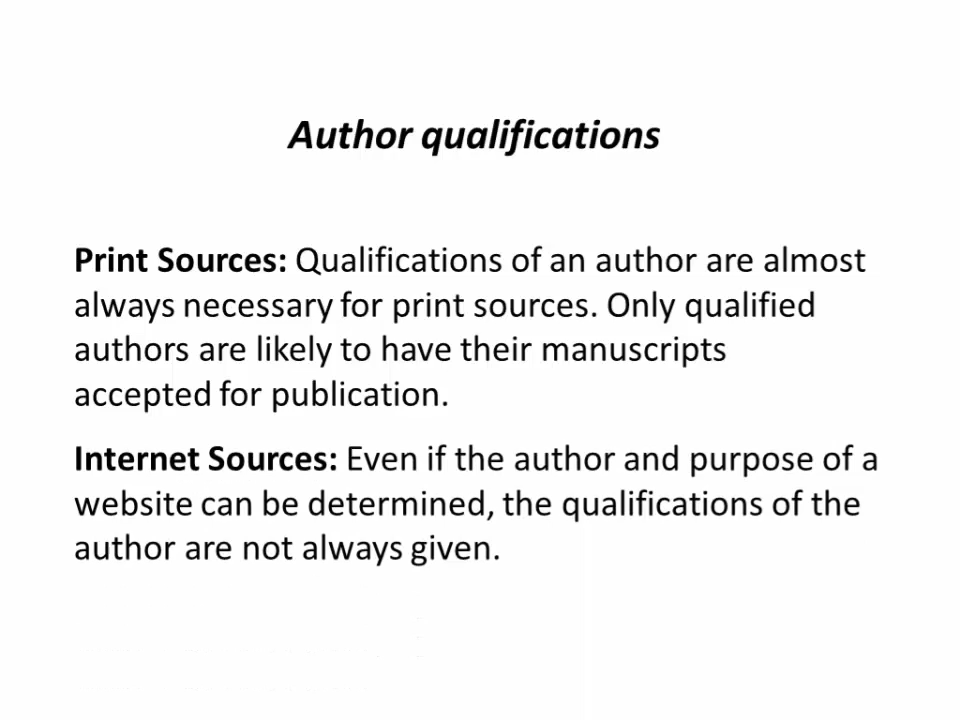 Author qualifications
Print Sources: Qualifications of an author are almost
always necessary for print sources. Only qualified
authors are likely to have their manuscripts
accepted for publication.
Internet Sources: Even if the author and purpose of a
website can be determined, the qualifications of the
author are not always given.